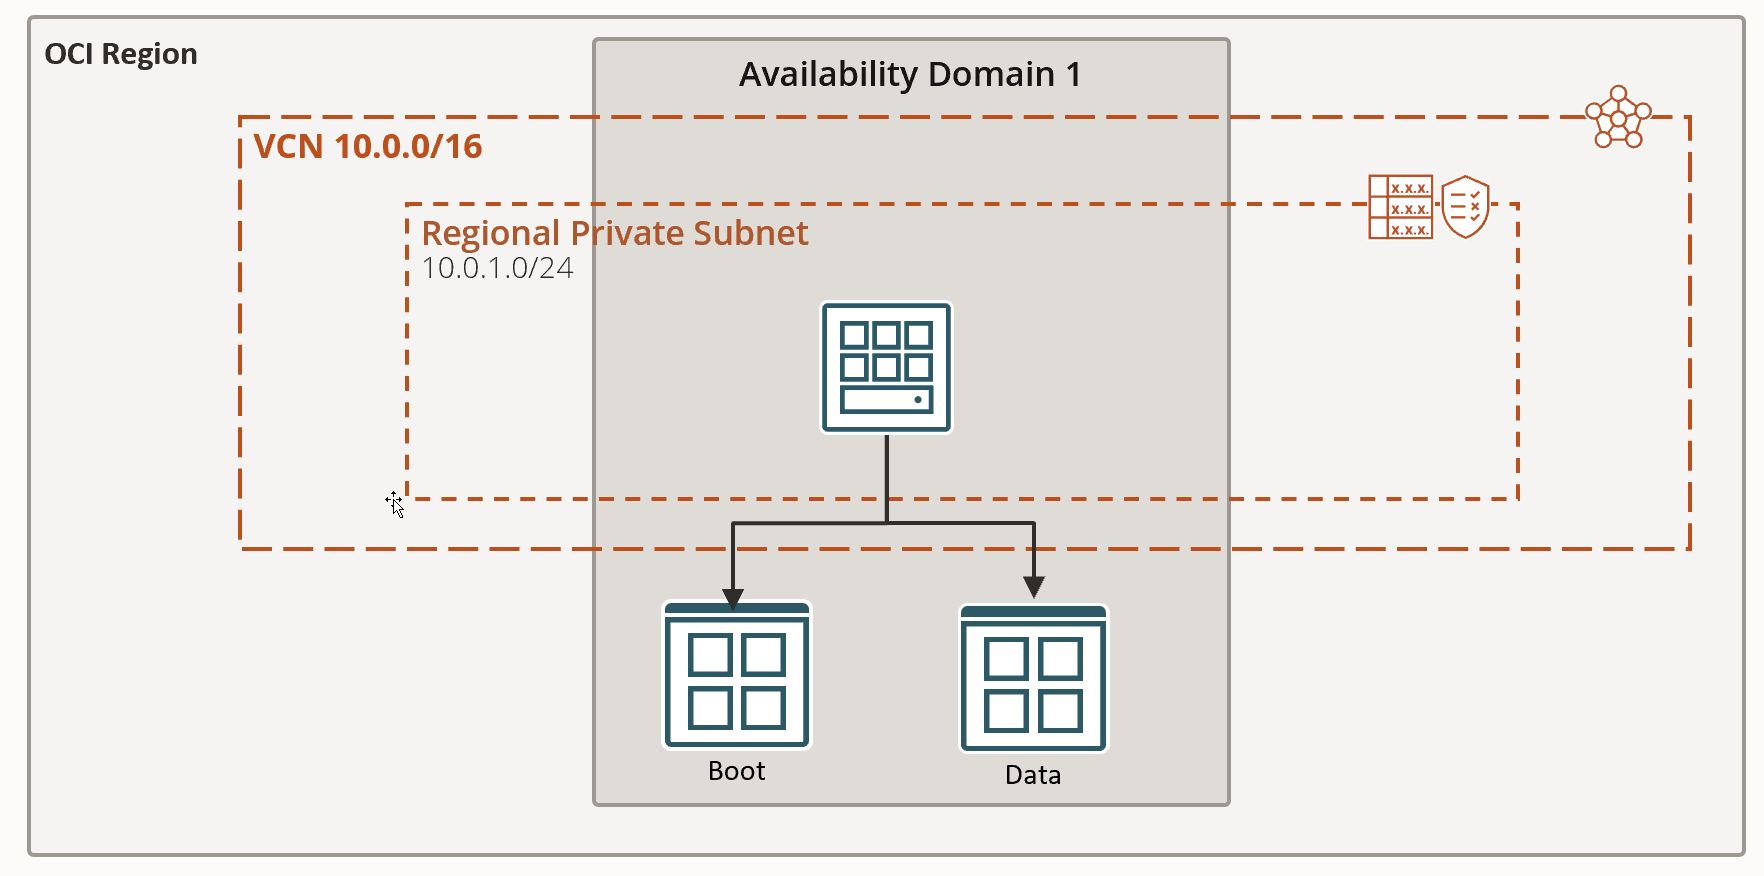 OCI Region
Availability Domain 1
VCN 10.0.0/16
x.x.x.
x.x.x.
x.x.x.
Regional Private Subnet
10.0.1.0/24
Boot
Data